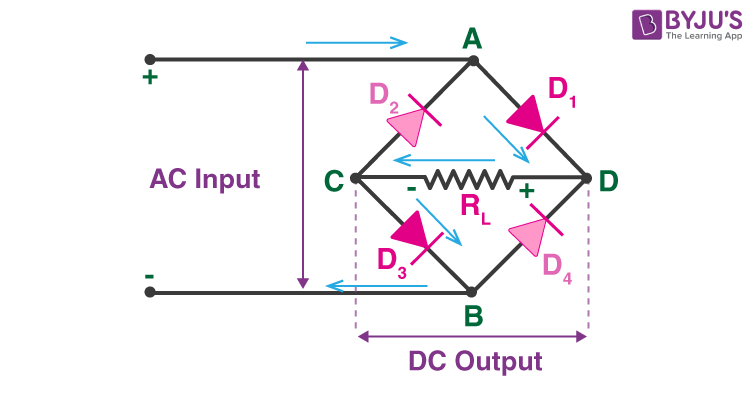 BYJU'S
The Learning App
A
+
D2
D1
AC Input
C
-
+
D
RL
D3
D4
-
B
DC Output